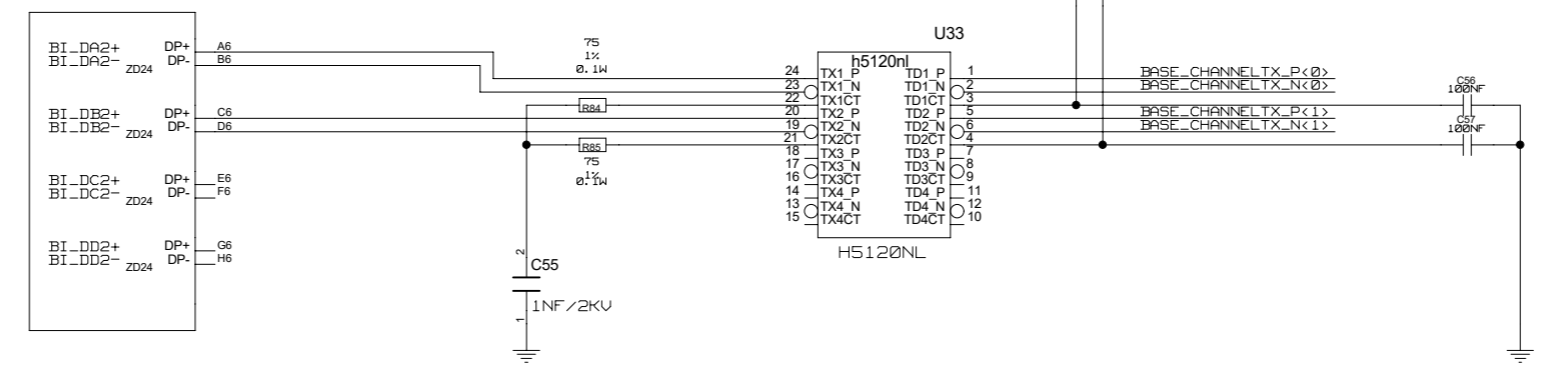 U33
h5120nl
BI_DA2+ DP+ A6
BI_DA2- ZD24 DP- B6
75
1%
0.1W
24 TX1_P TD1_P 1 BASE_CHANNELTX_P<0>
23 TX1_N TD1_N 2 BASE_CHANNELTX_N<0>
22 TX1CT TD1CT 3
C56
100NF
R84
BI_DB2+ DP+ C6
BI_DB2- ZD24 DP- D6
20 TX2_P TD2_P 5 BASE_CHANNELTX_P<1>
19 TX2_N TD2_N 6 BASE_CHANNELTX_N<1>
21 TX2CT TD2CT 4
C57
100NF
R85
75
1%
0.1W
18 TX3_P TD3_P 7
17 TX3_N TD3_N 8
16 TX3CT TD3CT 9
BI_DC2+ DP+ E6
BI_DC2- ZD24 DP- F6
14 TX4_P TD4_P 11
13 TX4_N TD4_N 12
15 TX4CT TD4CT 10
BI_DD2+ DP+ G6
BI_DD2- ZD24 DP- H6
H5120NL
2
C55
1NF/2KV
1